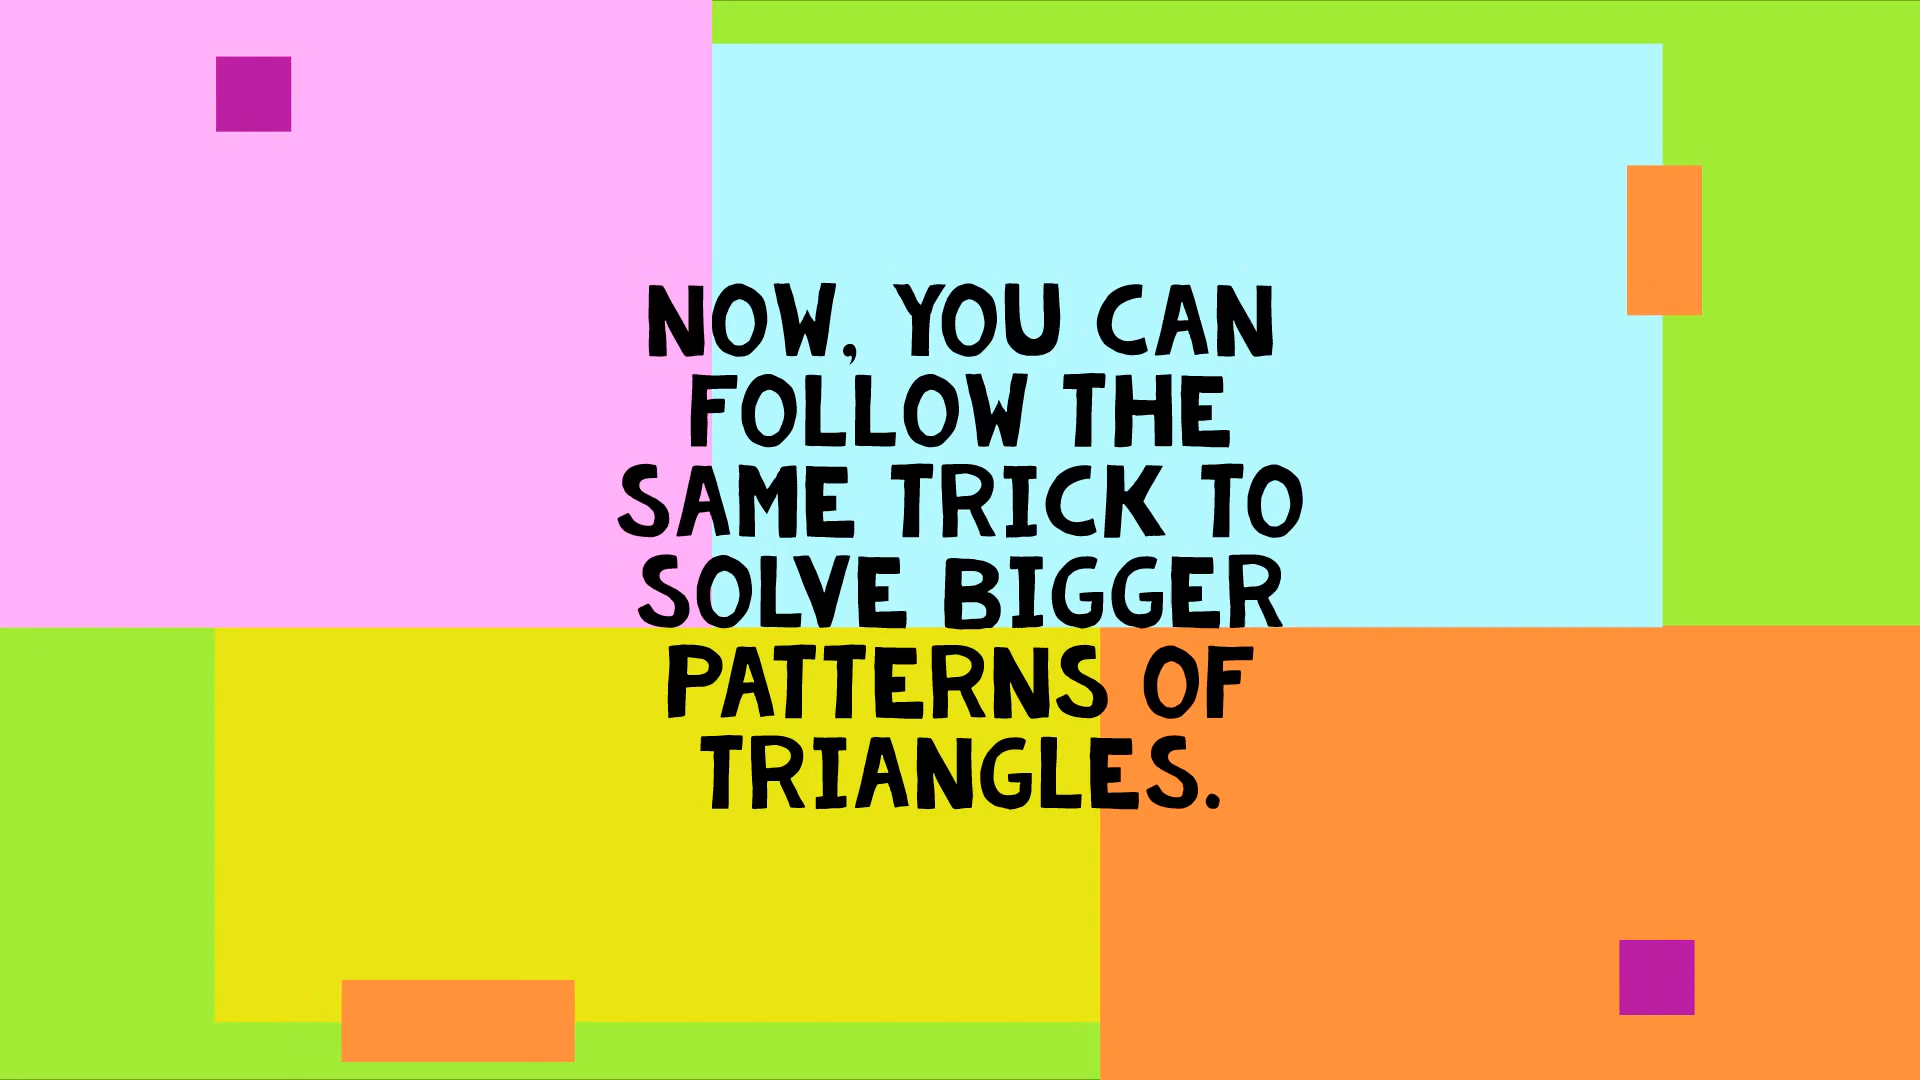 NOW, YOU CAN
FOLLOW THE
SAME TRICK TO
SOLVE BIGGER
PATTERNS OF
TRIANGLES.